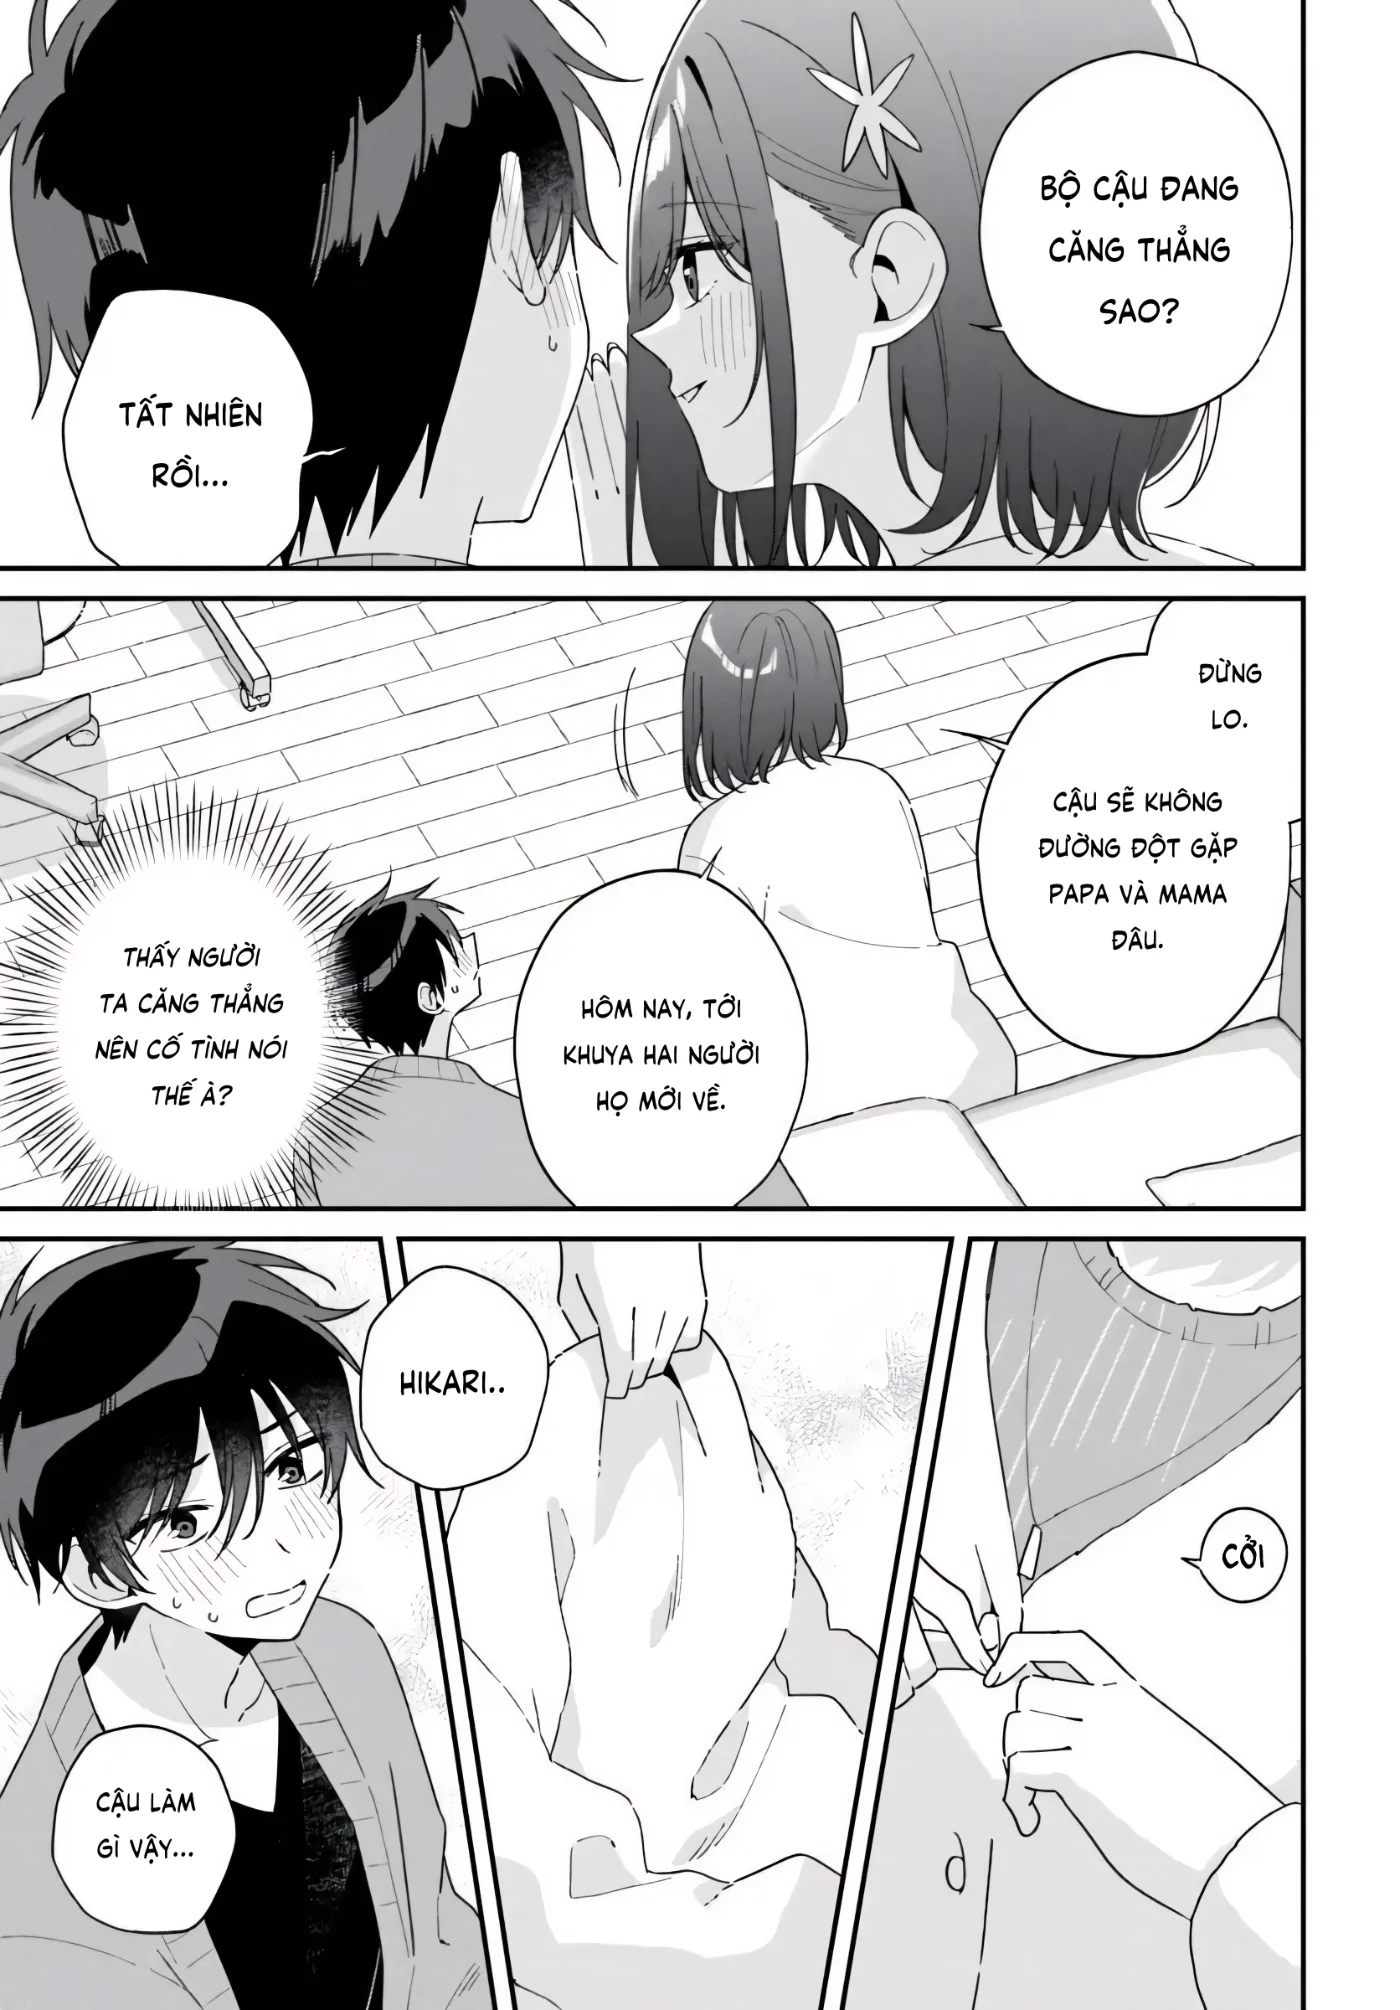 BỘ CẬU ĐANG
CĂNG THẲNG
SAO?
TẤT NHIÊN
RỒI...
ĐỪNG
LO.
CẬU SẼ KHÔNG
ĐƯỜNG ĐỘT GẶP
PAPA VÀ MAMA
ĐÂU.
HÔM NAY, TỚI
KHUYA HAI NGƯỜI
HỌ MỚI VỀ.
THẤY NGƯỜI
TA CĂNG THẲNG
NÊN CỐ TÌNH NÓI
THẾ À?
CỞI
HIKARI..
CẬU LÀM
GÌ VẬY...